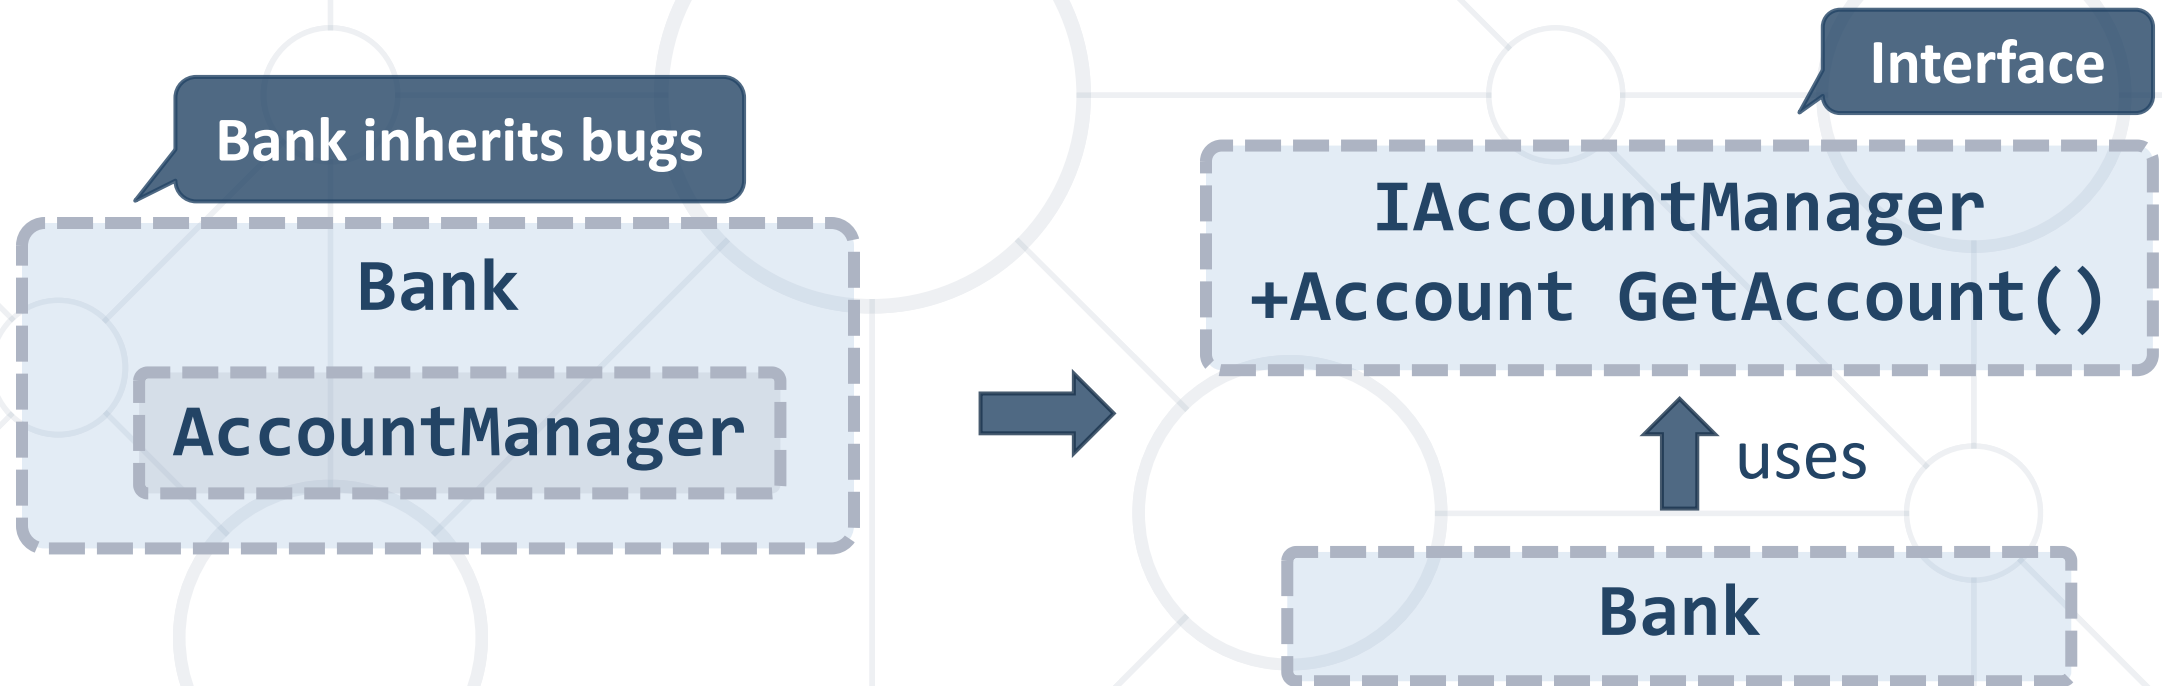 Bank inherits bugs
Bank
AccountManager
Interface
IAccountManager
+Account GetAccount()
uses
Bank